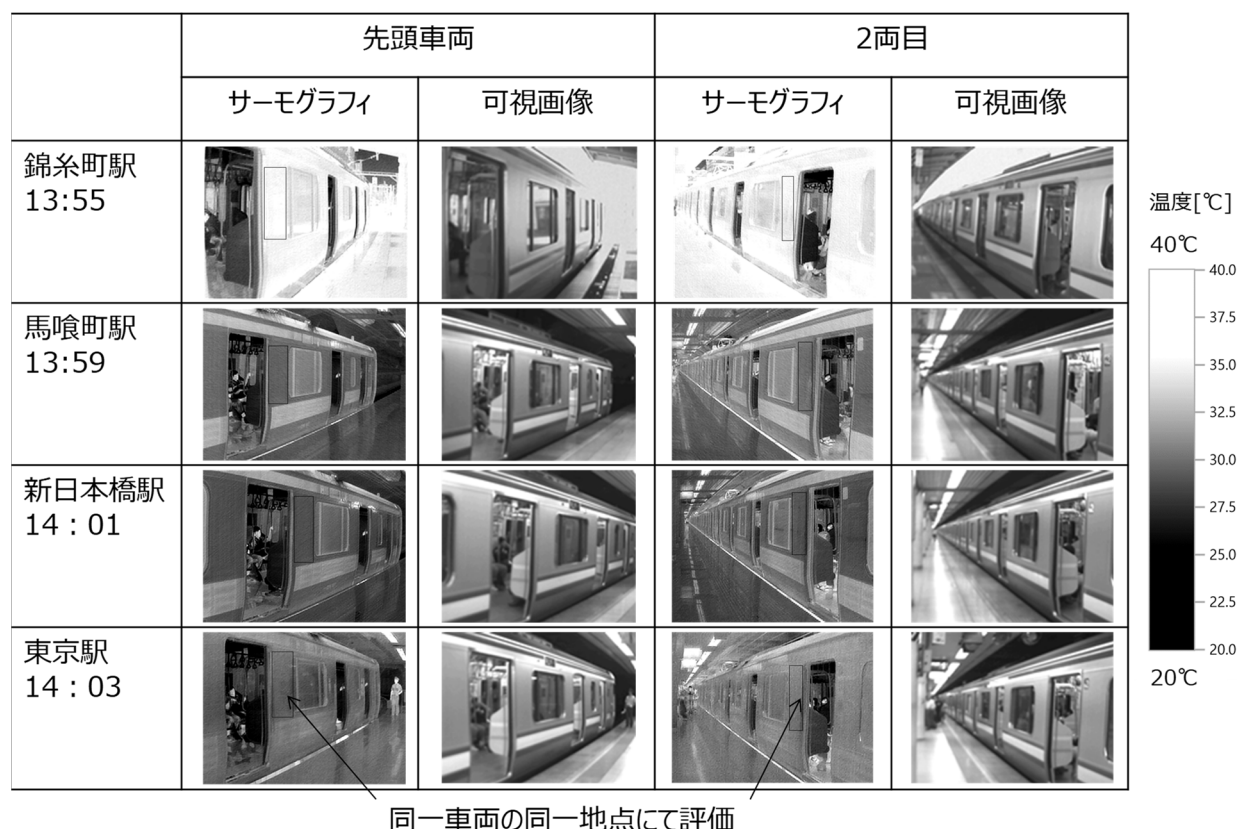 先頭車両
2両目
サーモグラフィ
可視画像
サーモグラフィ
可視画像
錦糸町駅
13:55
馬喰町駅
13:59
新日本橋駅
14：01
東京駅
14：03
同一車両の同一地点にて評価
温度[℃]
40℃
40.0
37.5
35.0
32.5
30.0
27.5
25.0
22.5
20.0
20℃